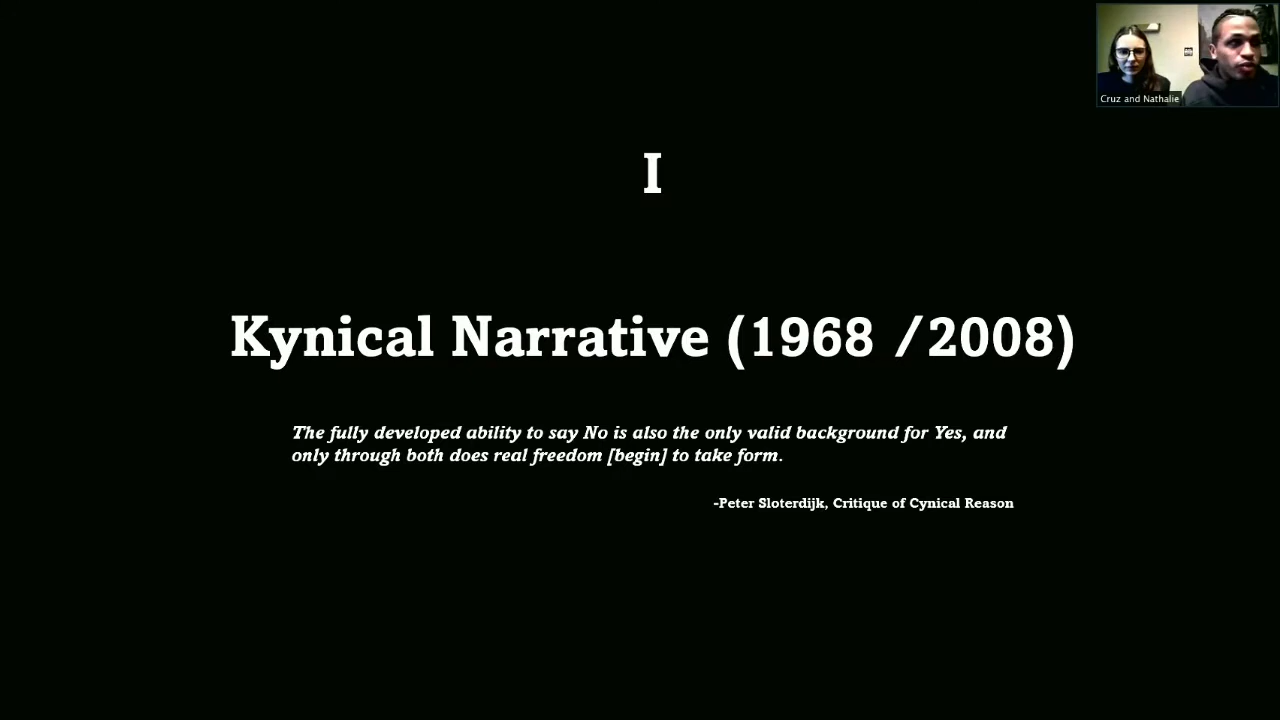 Cruz and Nathalie
I
Kynical Narrative (1968 /2008)
The fully developed ability to say No is also the only valid background for Yes, and
only through both does real freedom [begin] to take form.
-Peter Sloterdijk, Critique of Cynical Reason